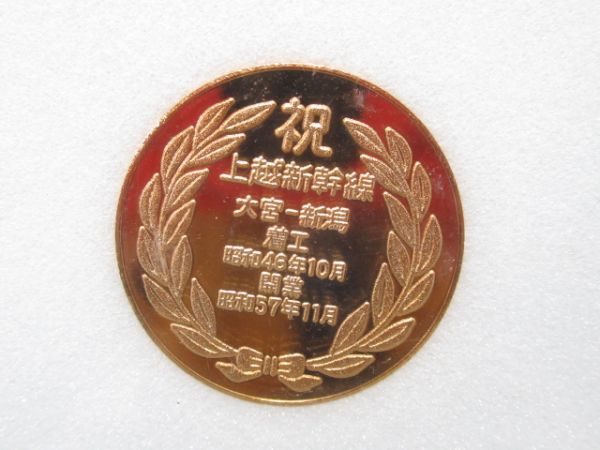 祝
上越新幹線
大宮-新潟
着工
昭和46年10月
開業
昭和57年11月